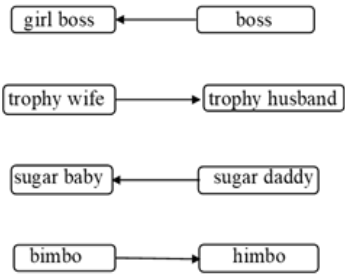 girl boss boss
trophy wife trophy husband
sugar baby sugar daddy
bimbo himbo